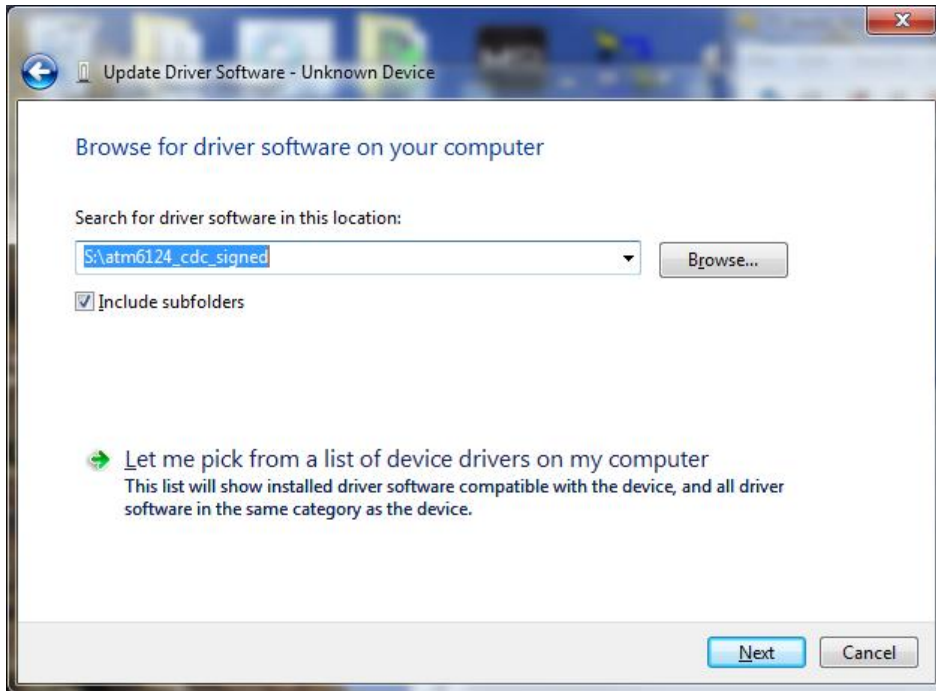 Update Driver Software - Unknown Device
Browse for driver software on your computer
Search for driver software in this location:
S:\atm6124_cdc_signed
Browse...
Include subfolders
Let me pick from a list of device drivers on my computer
This list will show installed driver software compatible with the device, and all driver
software in the same category as the device.
Next
Cancel